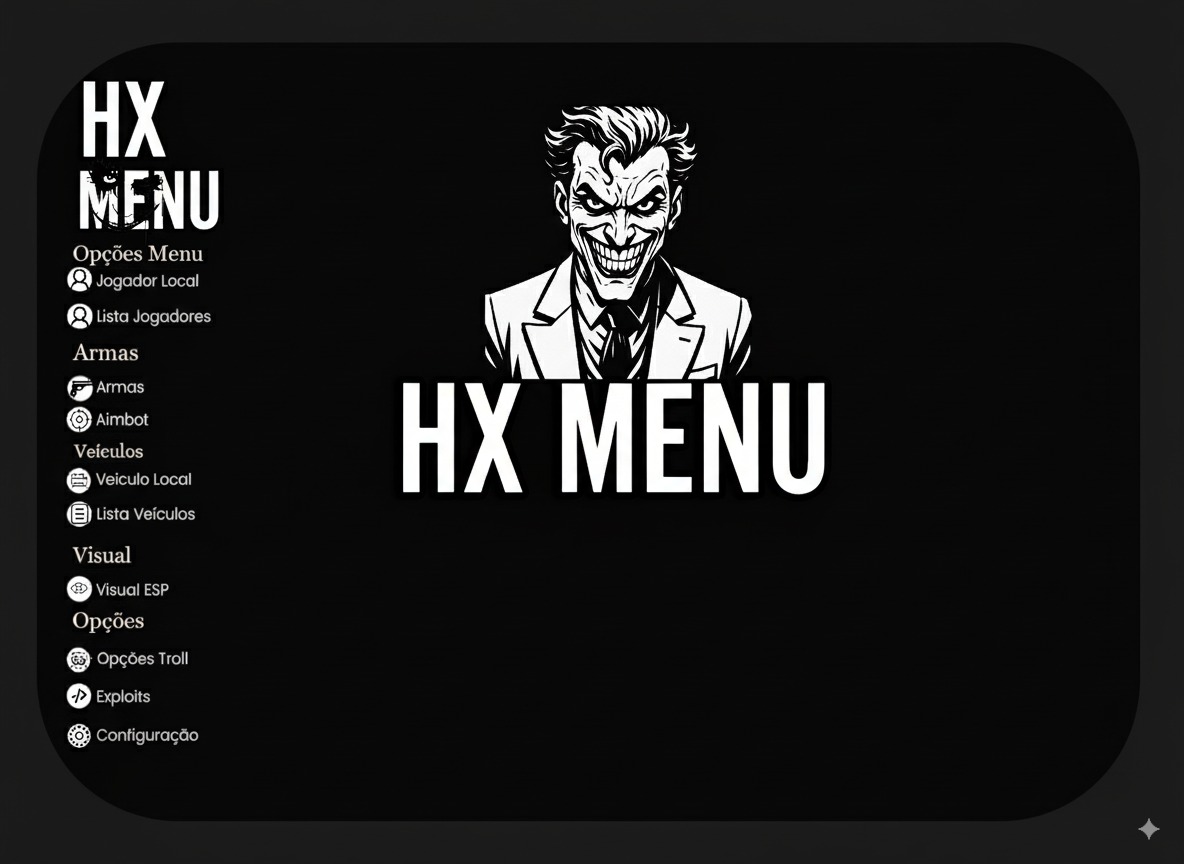 HX
MENU
Opções Menu
Jogador Local
Lista Jogadores
Armas
Armas
Aimbot
Veículos
Veiculo Local
Lista Veículos
Visual
Visual ESP
Opções
Opções Troll
Exploits
Configuração
HX MENU